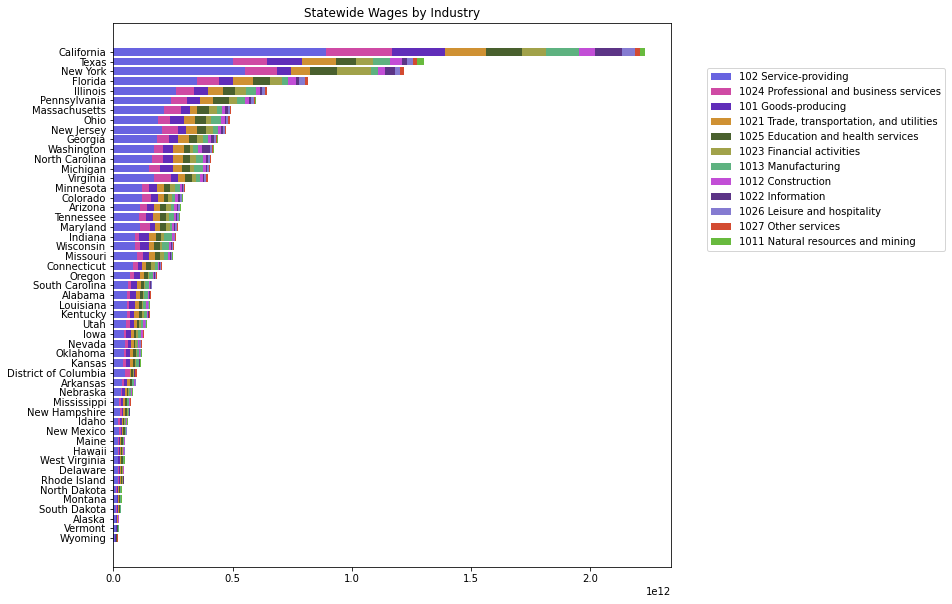 Statewide Wages by Industry
California
Texas
New York
Florida
Illinois
Pennsylvania
Massachusetts
Ohio
New Jersey
Georgia
Washington
North Carolina
Michigan
Virginia
Minnesota
Colorado
Arizona
Tennessee
Maryland
Indiana
Wisconsin
Missouri
Connecticut
Oregon
South Carolina
Alabama
Louisiana
Kentucky
Utah
Iowa
Nevada
Oklahoma
Kansas
District of Columbia
Arkansas
Nebraska
Mississippi
New Hampshire
Idaho
New Mexico
Maine
Hawaii
West Virginia
Delaware
Rhode Island
North Dakota
Montana
South Dakota
Alaska
Vermont
Wyoming
0.0 0.5 1.0 1.5 2.0
1e12
102 Service-providing
1024 Professional and business services
101 Goods-producing
1021 Trade, transportation, and utilities
1025 Education and health services
1023 Financial activities
1013 Manufacturing
1012 Construction
1022 Information
1026 Leisure and hospitality
1027 Other services
1011 Natural resources and mining